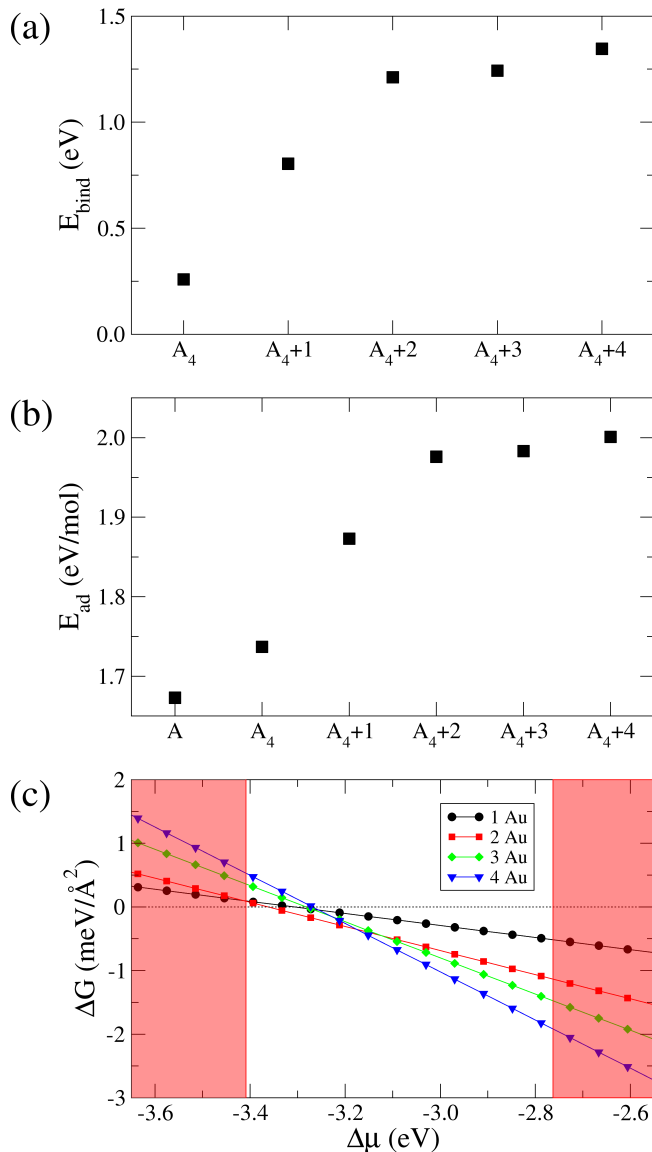 (a)
1.5
1.0
0.5
0.0
E_bind (eV)
A₄ A₄+1 A₄+2 A₄+3 A₄+4
(b)
2.0
1.9
1.8
1.7
E_ad (eV/mol)
A A₄ A₄+1 A₄+2 A₄+3 A₄+4
(c)
2
1
0
-1
-2
-3
ΔG (meV/Å²)
1 Au
2 Au
3 Au
4 Au
-3.6 -3.4 -3.2 -3.0 -2.8 -2.6
Δμ (eV)